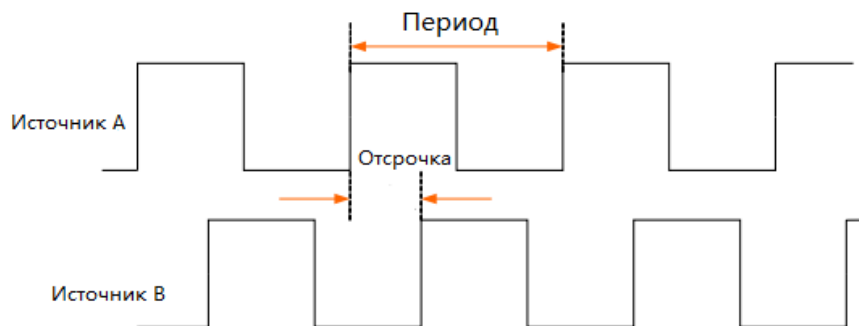 Период
Источник А
Отсрочка
Источник В